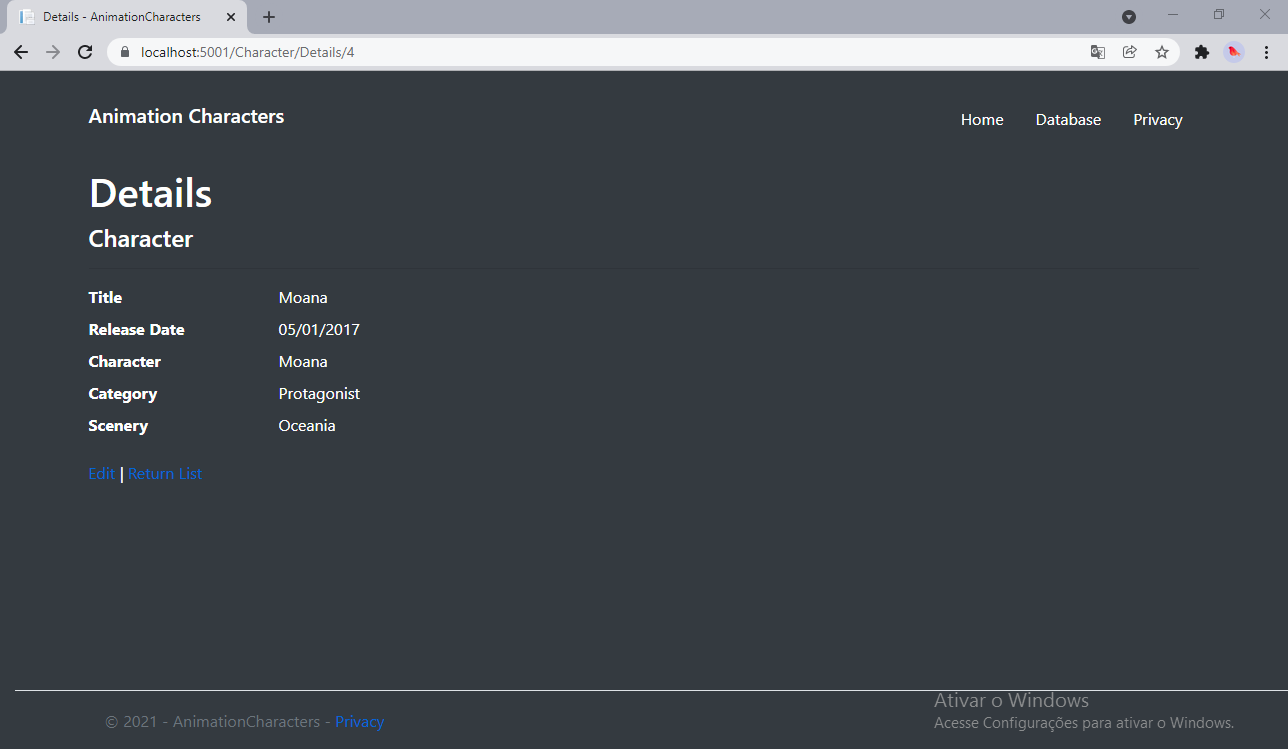 Details - AnimationCharacters
localhost:5001/Character/Details/4
Animation Characters
Home Database Privacy
Details
Character
Title Moana
Release Date 05/01/2017
Character Moana
Category Protagonist
Scenery Oceania
Edit | Return List
Ativar o Windows
© 2021 - AnimationCharacters - Privacy
Acesse Configurações para ativar o Windows.